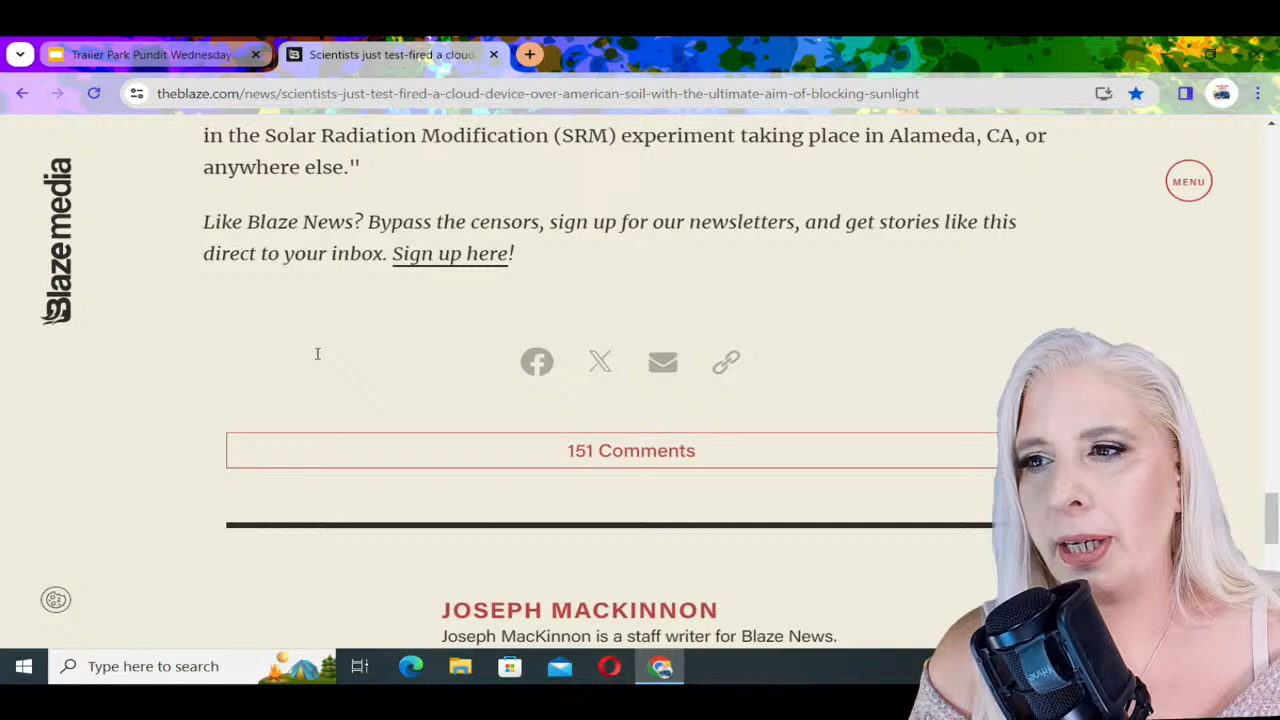 Trailer Park Pundit Wednesday
Scientists just test-fired a cloud
theblaze.com/news/scientists-just-test-fired-a-cloud-device-over-american-soil-with-the-ultimate-aim-of-blocking-sunlight
in the Solar Radiation Modification (SRM) experiment taking place in Alameda, CA, or
anywhere else."
MENU
Blaze media
Like Blaze News? Bypass the censors, sign up for our newsletters, and get stories like this
direct to your inbox. Sign up here!
151 Comments
JOSEPH MACKINNON
Joseph MacKinnon is a staff writer for Blaze News.
Type here to search